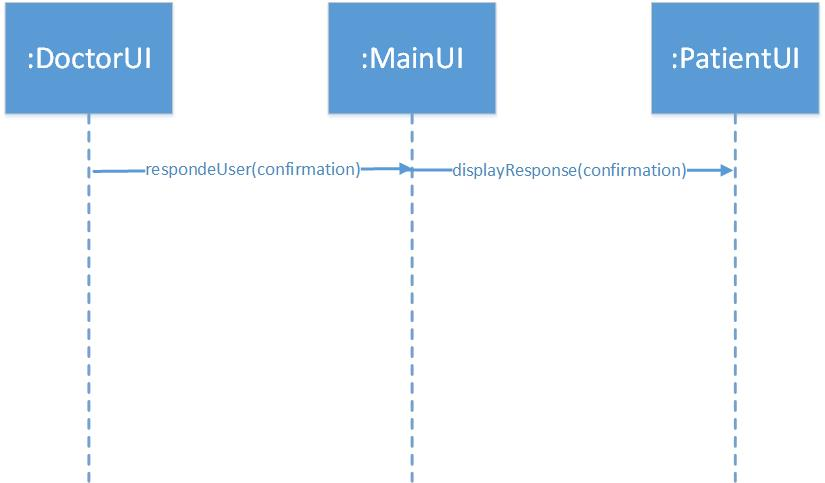 :DoctorUI
:MainUI
:PatientUI
respondeUser(confirmation)
displayResponse(confirmation)